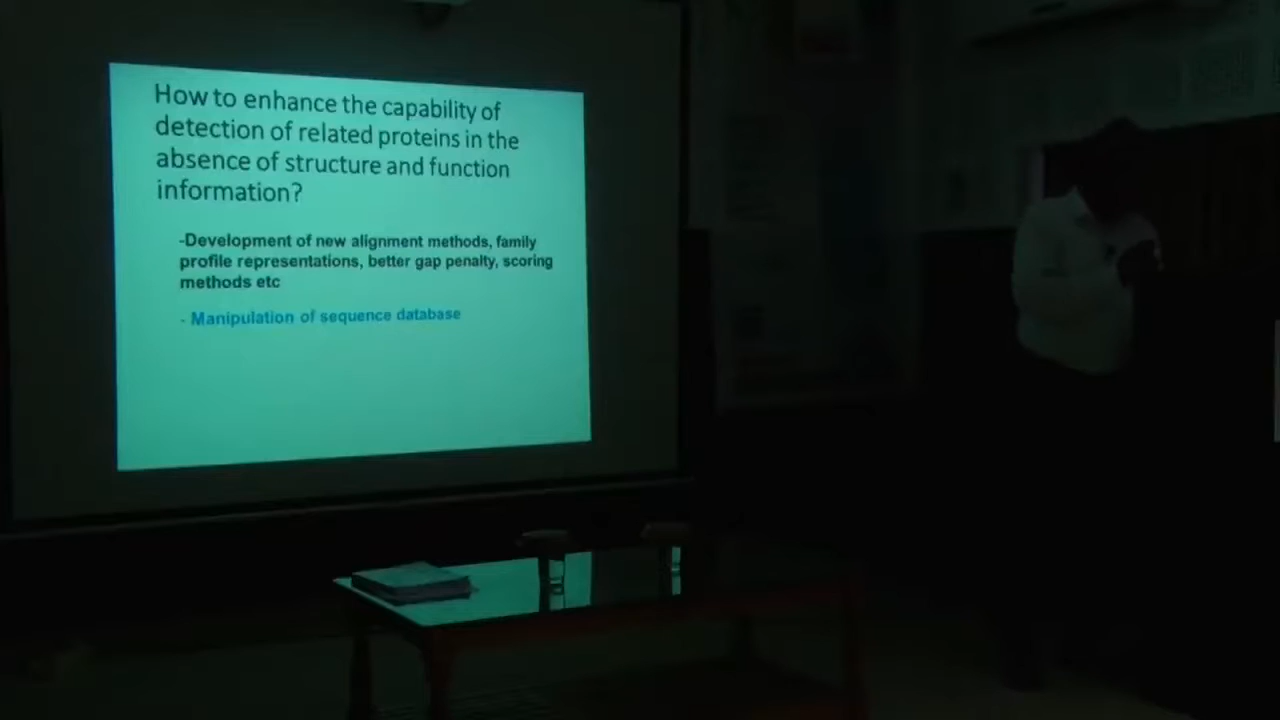 How to enhance the capability of
detection of related proteins in the
absence of structure and function
information?
-Development of new alignment methods, family
profile representations, better gap penalty, scoring
methods etc
- Manipulation of sequence database